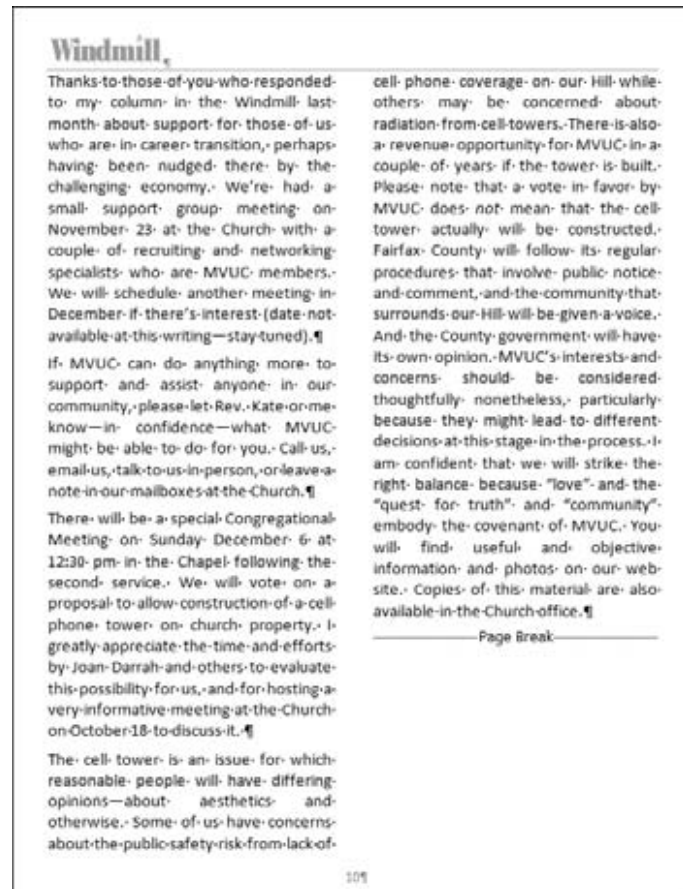 Windmill
Thanks to those of you who responded
to my column in the Windmill last
month about support for those of us
who are in career transition, perhaps
having been nudged there by the
challenging economy. We're had a
small support group meeting on
November 23 at the Church with a
couple of recruiting and networking
specialists who are MVUC members.
We will schedule another meeting in
December if there's interest (date not
available at this writing—stay tuned).¶
If MVUC can do anything more to
support and assist anyone in our
community, please let Rev. Kate or me
know—in confidence—what MVUC
might be able to do for you. Call us,
email us, talk to us in person, or leave a
note in our mailboxes at the Church.¶
There will be a special Congregational
Meeting on Sunday December 6 at
12:30 pm in the Chapel following the
second service. We will vote on a
proposal to allow construction of a cell
phone tower on church property. I
greatly appreciate the time and efforts
by Joan Darrah and others to evaluate
this possibility for us, and for hosting a
very informative meeting at the Church
on October 18 to discuss it. ¶
The cell tower is an issue for which
reasonable people will have differing
opinions—about aesthetics and
otherwise. Some of us have concerns
about the public safety risk from lack of
cell phone coverage on our Hill while
others may be concerned about
radiation from cell towers. There is also
a revenue opportunity for MVUC in a
couple of years if the tower is built.
Please note that a vote in favor by
MVUC does not mean that the cell
tower actually will be constructed.
Fairfax County will follow its regular
procedures that involve public notice
and comment, and the community that
surrounds our Hill will be given a voice.
And the County government will have
its own opinion. MVUC's interests and
concerns should be considered
thoughtfully nonetheless, particularly
because they might lead to different
decisions at this stage in the process. I
am confident that we will strike the
right balance because "love" and the
"quest for truth" and "community"
embody the covenant of MVUC. You
will find useful and objective
information and photos on our web
site. Copies of this material are also
available in the Church office.¶
Page Break
10¶